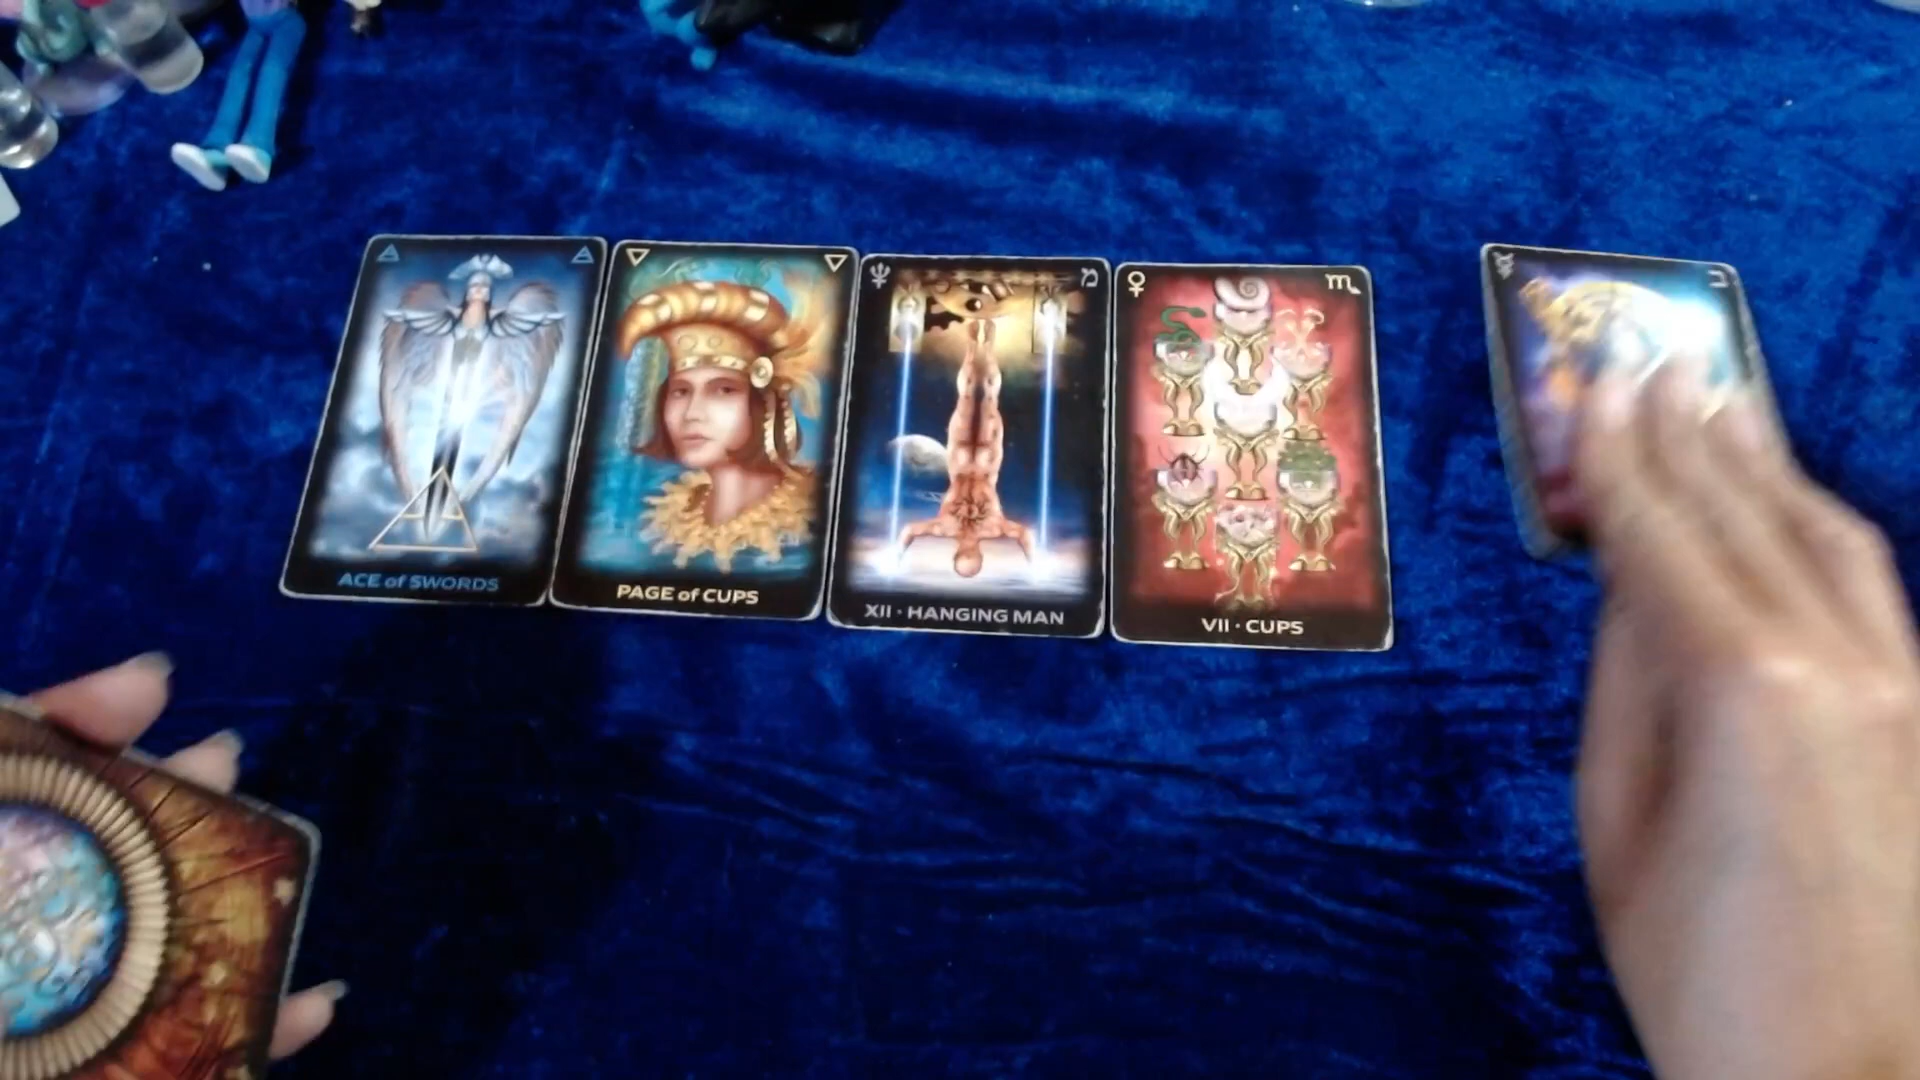 ACE of SWORDS
PAGE of CUPS
מ
XII · HANGING MAN
VII · CUPS
ב